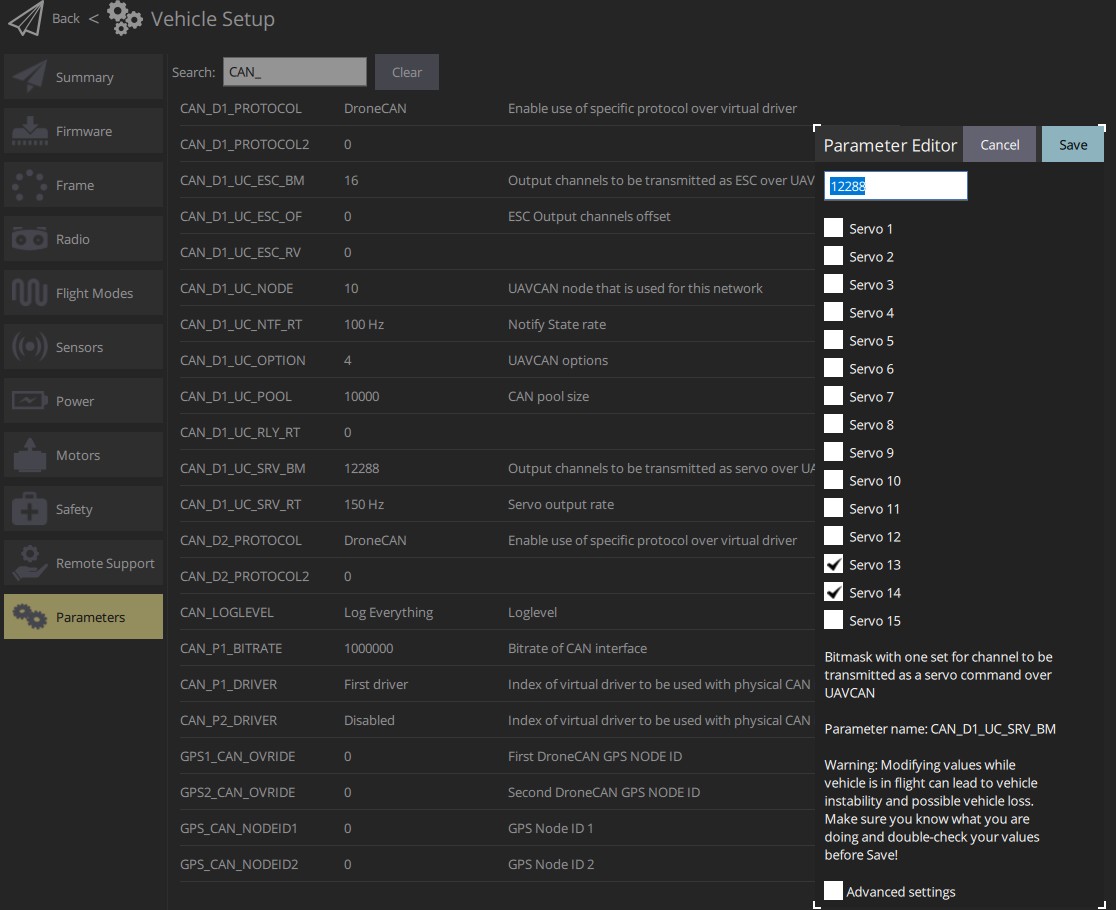 Back < Vehicle Setup
Summary
Firmware
Frame
Radio
Flight Modes
Sensors
Power
Motors
Safety
Remote Support
Parameters
Search: CAN_ Clear
CAN_D1_PROTOCOL DroneCAN Enable use of specific protocol over virtual driver
CAN_D1_PROTOCOL2 0
CAN_D1_UC_ESC_BM 16 Output channels to be transmitted as ESC over UAV
CAN_D1_UC_ESC_OF 0 ESC Output channels offset
CAN_D1_UC_ESC_RV 0
CAN_D1_UC_NODE 10 UAVCAN node that is used for this network
CAN_D1_UC_NTF_RT 100 Hz Notify State rate
CAN_D1_UC_OPTION 4 UAVCAN options
CAN_D1_UC_POOL 10000 CAN pool size
CAN_D1_UC_RLY_RT 0
CAN_D1_UC_SRV_BM 12288 Output channels to be transmitted as servo over UA
CAN_D1_UC_SRV_RT 150 Hz Servo output rate
CAN_D2_PROTOCOL DroneCAN Enable use of specific protocol over virtual driver
CAN_D2_PROTOCOL2 0
CAN_LOGLEVEL Log Everything Loglevel
CAN_P1_BITRATE 1000000 Bitrate of CAN interface
CAN_P1_DRIVER First driver Index of virtual driver to be used with physical CAN
CAN_P2_DRIVER Disabled Index of virtual driver to be used with physical CAN
GPS1_CAN_OVRIDE 0 First DroneCAN GPS NODE ID
GPS2_CAN_OVRIDE 0 Second DroneCAN GPS NODE ID
GPS_CAN_NODEID1 0 GPS Node ID 1
GPS_CAN_NODEID2 0 GPS Node ID 2
Parameter Editor Cancel Save
12288
Servo 1
Servo 2
Servo 3
Servo 4
Servo 5
Servo 6
Servo 7
Servo 8
Servo 9
Servo 10
Servo 11
Servo 12
Servo 13
Servo 14
Servo 15
Bitmask with one set for channel to be
transmitted as a servo command over
UAVCAN
Parameter name: CAN_D1_UC_SRV_BM
Warning: Modifying values while
vehicle is in flight can lead to vehicle
instability and possible vehicle loss.
Make sure you know what you are
doing and double-check your values
before Save!
Advanced settings